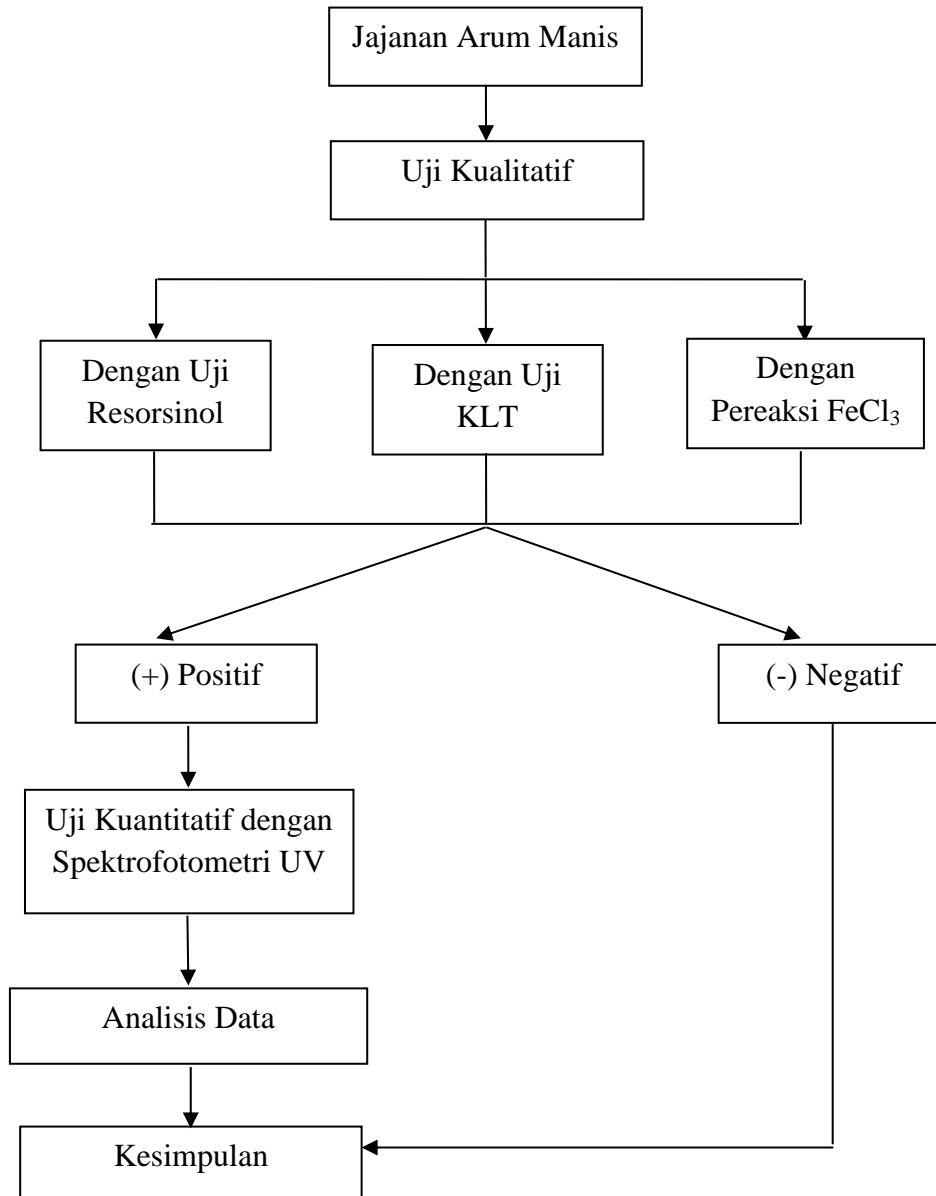 Jajanan Arum Manis
Uji Kualitatif
Dengan Uji
Resorsinol
Dengan Uji
KLT
Dengan
Pereaksi FeCl₃
(+) Positif
(-) Negatif
Uji Kuantitatif dengan
Spektrofotometri UV
Analisis Data
Kesimpulan